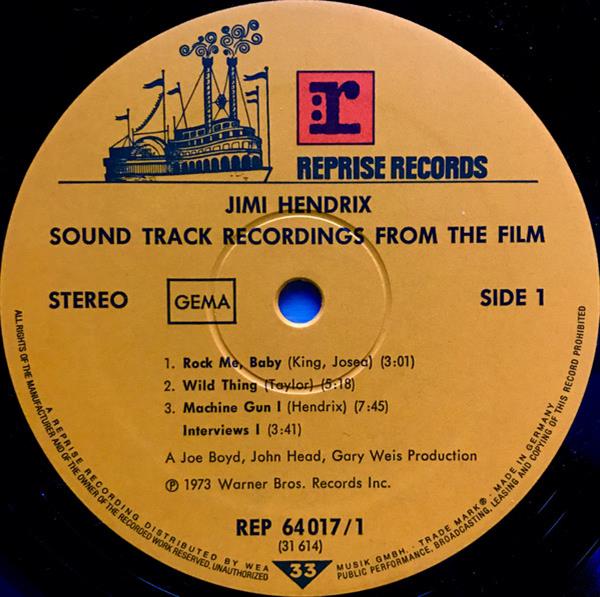 r:
REPRISE RECORDS
JIMI HENDRIX
SOUND TRACK RECORDINGS FROM THE FILM
STEREO GEMA SIDE 1
1. Rock Me, Baby (King, Josea) (3:01)
2. Wild Thing (Taylor) (5:18)
3. Machine Gun I (Hendrix) (7:45)
Interviews I (3:41)
A Joe Boyd, John Head, Gary Weis Production
Ⓟ 1973 Warner Bros. Records Inc.
REP 64 017/1
(31 614)
33
ALL RIGHTS OF THE MANUFACTURER AND OF THE OWNER OF THE RECORDED WORK RESERVED, UNAUTHORIZED PUBLIC PERFORMANCE, BROADCASTING, LEASING AND COPYING OF THIS RECORD PROHIBITED
A REPRISE RECORDING DISTRIBUTED BY WEA MUSIK GMBH. · TRADE MARK® · MADE IN GERMANY